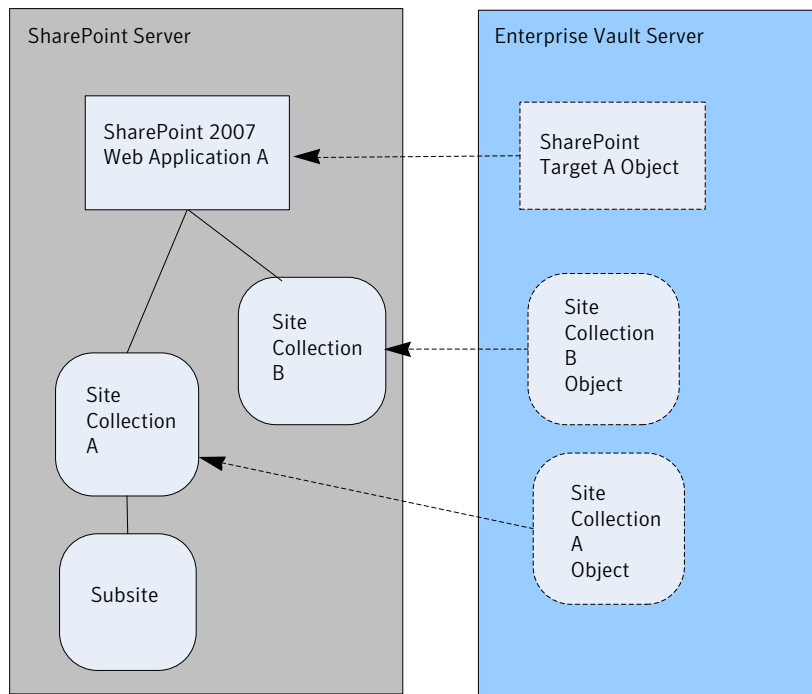 SharePoint Server
SharePoint 2007
Web Application A
Site
Collection
B
Site
Collection
A
Subsite
Enterprise Vault Server
SharePoint
Target A Object
Site
Collection
B
Object
Site
Collection
A
Object